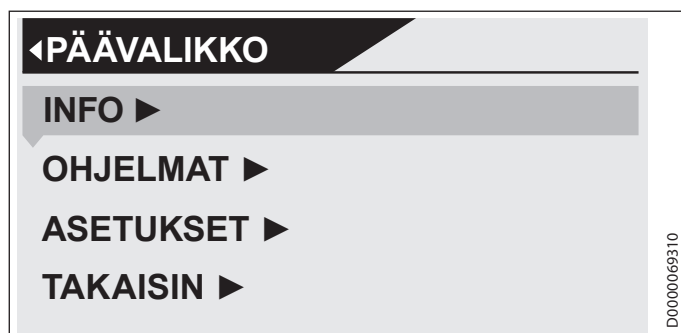 ◄PÄÄVALIKKO
INFO ►
OHJELMAT ►
ASETUKSET ►
TAKAISIN ►
D0000069310